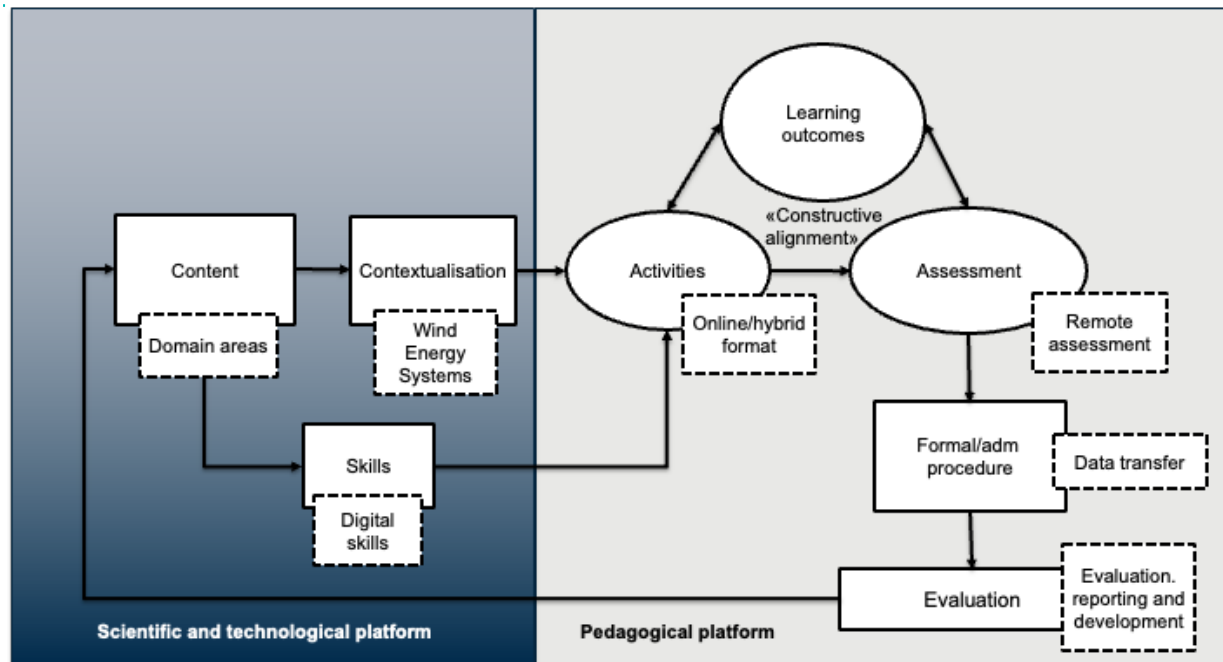 Learning
outcomes
«Constructive
alignment»
Content
Contextualisation
Activities
Assessment
Domain areas
Wind
Energy
Systems
Online/hybrid
format
Remote
assessment
Skills
Digital
skills
Formal/adm
procedure
Data transfer
Evaluation
Evaluation.
reporting and
development
Scientific and technological platform
Pedagogical platform